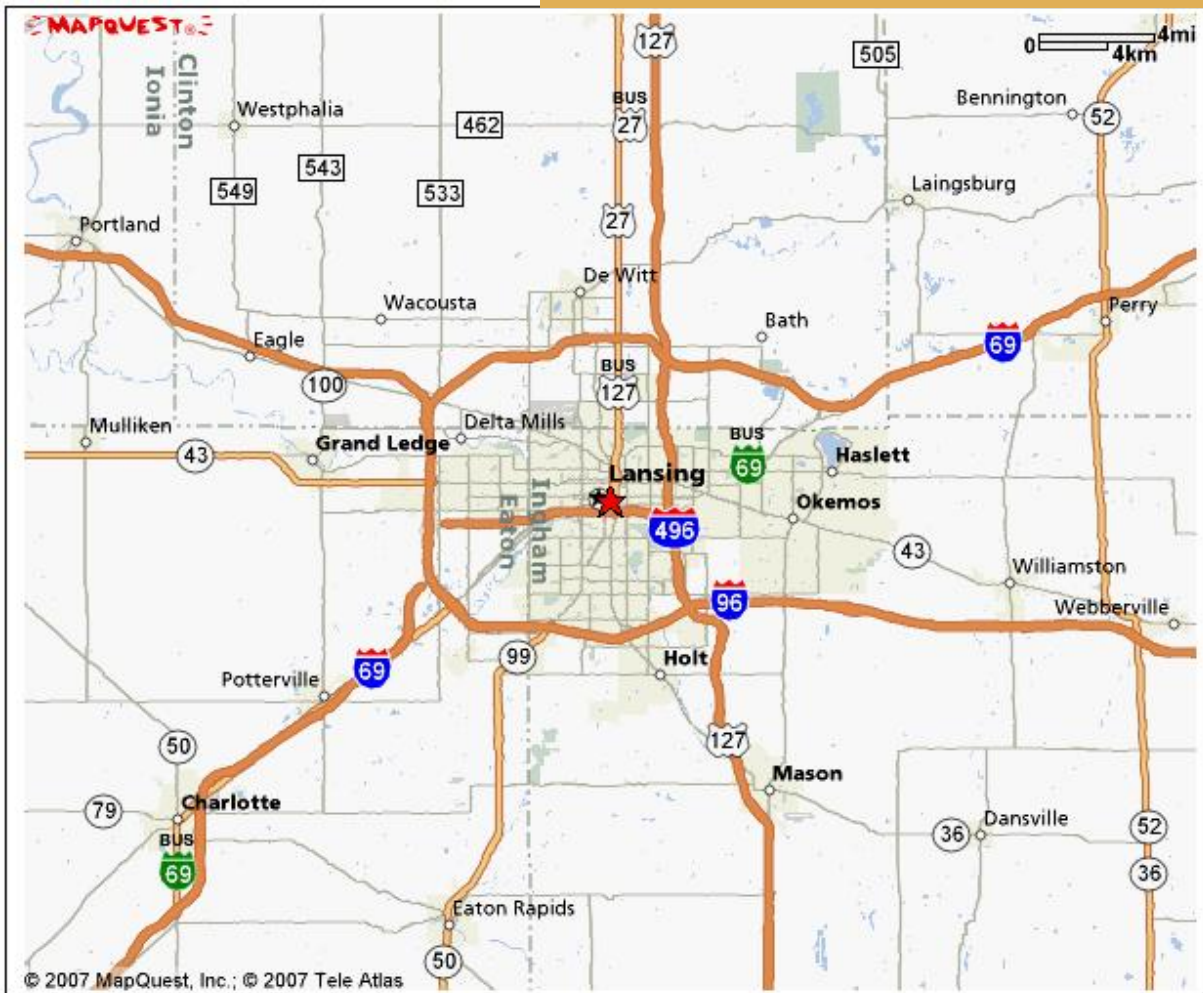 MAPQUEST®
0 4mi
4km
127
505
Clinton
Ionia
Bennington
52
BUS
27
Westphalia
462
543
549
533
Laingsburg
27
Portland
De Witt
Wacousta
Bath
Perry
69
Eagle
BUS
127
100
Mulliken
Delta Mills
Grand Ledge
43
BUS
69
Haslett
Lansing
Okemos
Ingham
Eaton
496
43
Williamston
96
Webberville
99
Holt
69
Potterville
50
127
Mason
79
Charlotte
36
Dansville
52
BUS
69
36
Eaton Rapids
50
© 2007 MapQuest, Inc.; © 2007 Tele Atlas